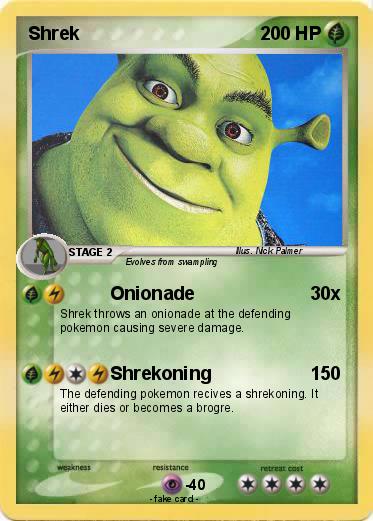 Shrek 200 HP
STAGE 2
Illus. Nick Palmer
Evolves from swampling
Onionade 30x
Shrek throws an onionade at the defending
pokemon causing severe damage.
Shrekoning 150
The defending pokemon recives a shrekoning. It
either dies or becomes a brogre.
weakness resistance retreat cost
-40
- fake card -